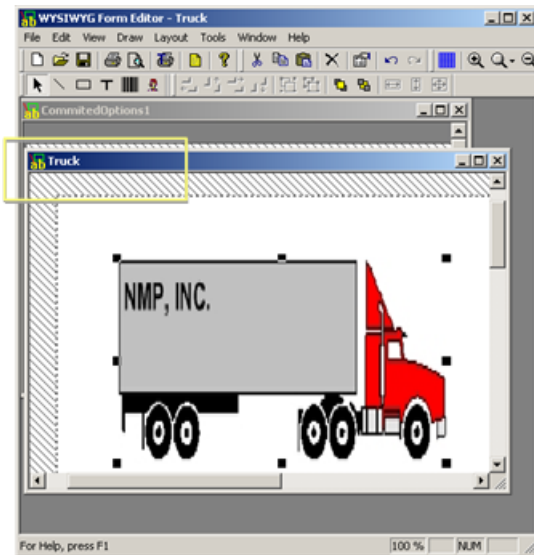 WYSIWYG Form Editor - Truck
File Edit View Draw Layout Tools Window Help
CommitedOptions1
Truck
NMP, INC.
For Help, press F1 100 % NUM